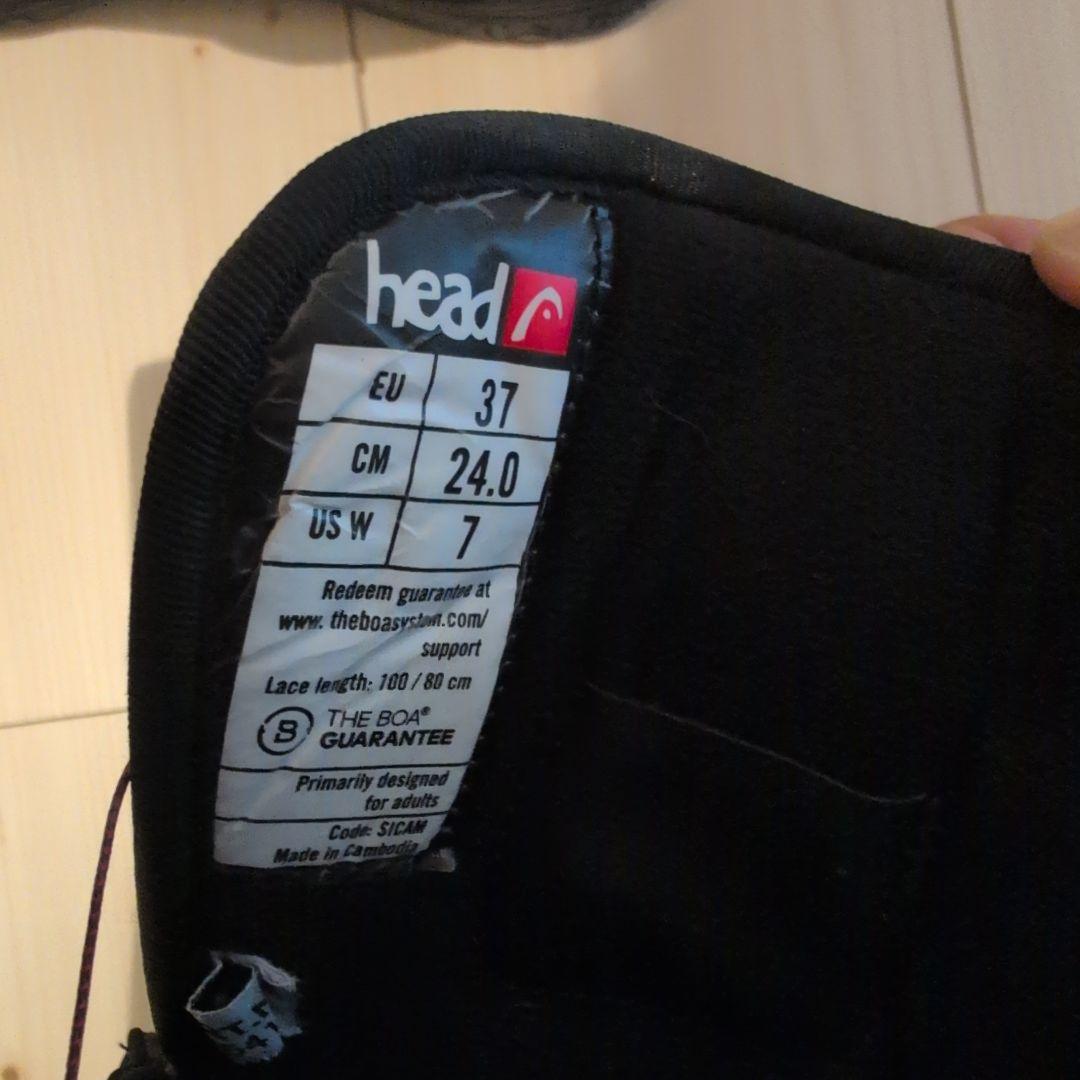 head
EU 37
CM 24.0
US W 7
Redeem guarantee at
www. theboasystem.com/
support
Lace length: 100 / 80 cm
B THE BOA®
GUARANTEE
Primarily designed
for adults
Code: SICAM
Made in Cambodia